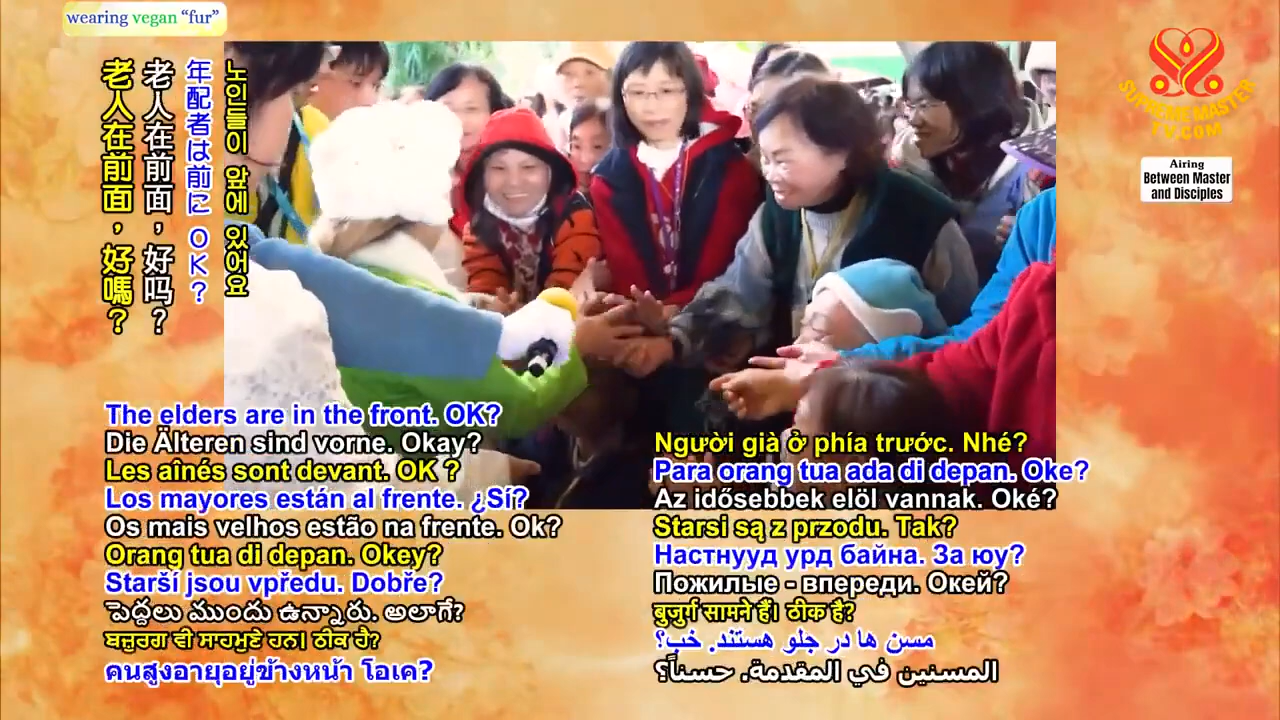 wearing vegan “fur”
老人在前面，好嗎？
老人在前面，好吗？
年配者は前に OK？
노인들이 앞에 있어요
SUPREME MASTER
TV.COM
Airing
Between Master
and Disciples
The elders are in the front. OK?
Die Älteren sind vorne. Okay?
Les aînés sont devant. OK ?
Los mayores están al frente. ¿Sí?
Os mais velhos estão na frente. Ok?
Orang tua di depan. Okey?
Starší jsou vpředu. Dobře?
పెద్దలు ముందు ఉన్నారు. అలాగే?
ਬਜ਼ੁਰਗ ਵੀ ਸਾਹਮੁਣੇ ਹਨ। ਠੀਕ ਹੈ?
คนสูงอายุอยู่ข้างหน้า โอเค?
Người già ở phía trước. Nhé?
Para orang tua ada di depan. Oke?
Az idősebbek elöl vannak. Oké?
Starsi są z przodu. Tak?
Настнууд урд байна. За юу?
Пожилые - впереди. Окей?
बुजुर्ग सामने हैं। ठीक है?
مسن ها در جلو هستند. خب؟
المسنين في المقدمة. حسناً؟